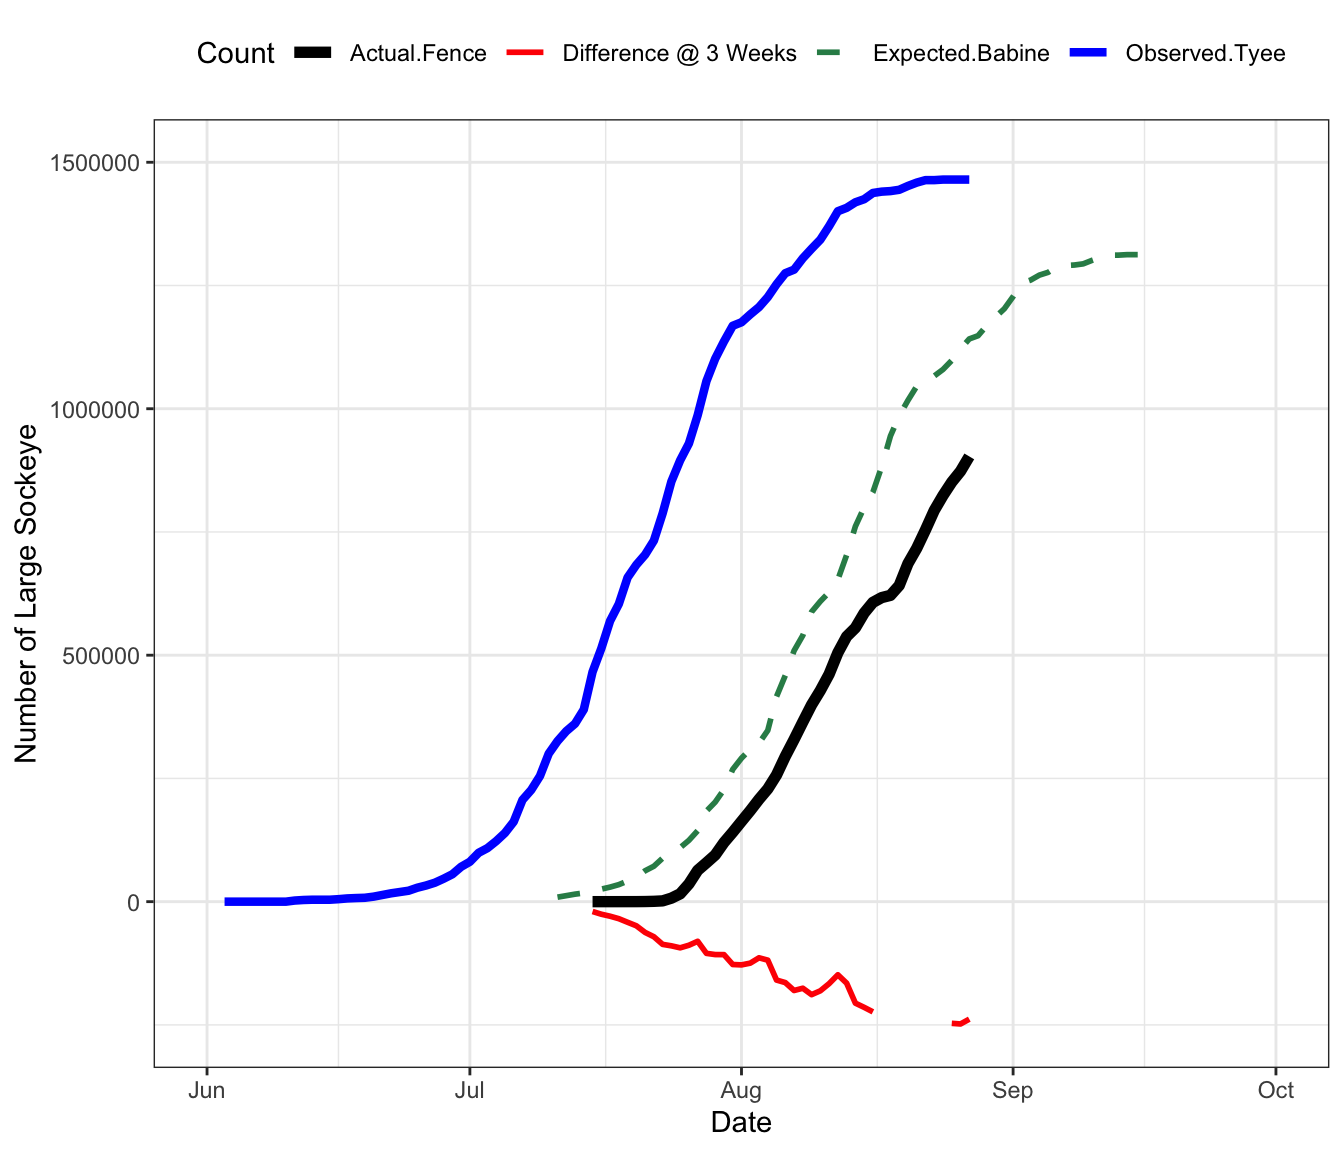 Count Actual.Fence Difference @ 3 Weeks Expected.Babine Observed.Tyee
1500000
1000000
500000
0
Number of Large Sockeye
Jun Jul Aug Sep Oct
Date